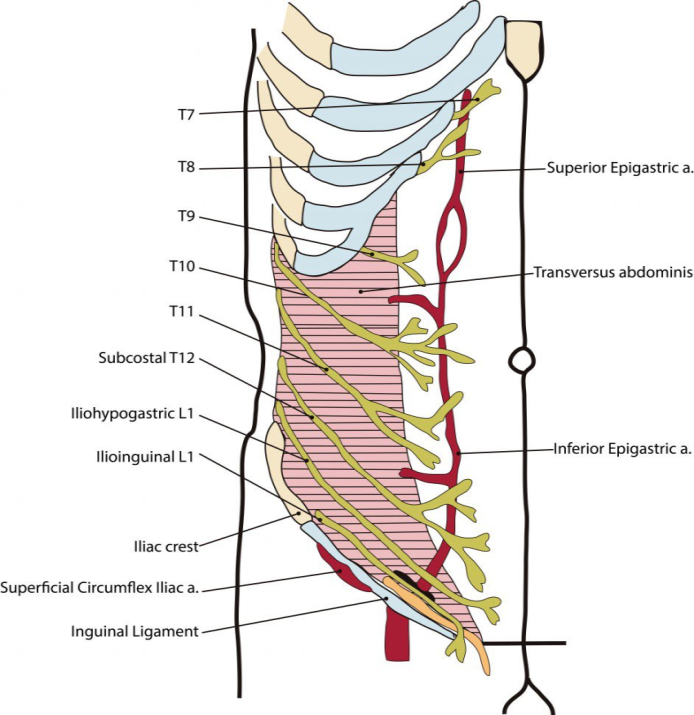 T7
T8
Superior Epigastric a.
T9
T10
Transversus abdominis
T11
Subcostal T12
Iliohypogastric L1
Ilioinguinal L1
Inferior Epigastric a.
Iliac crest
Superficial Circumflex Iliac a.
Inguinal Ligament